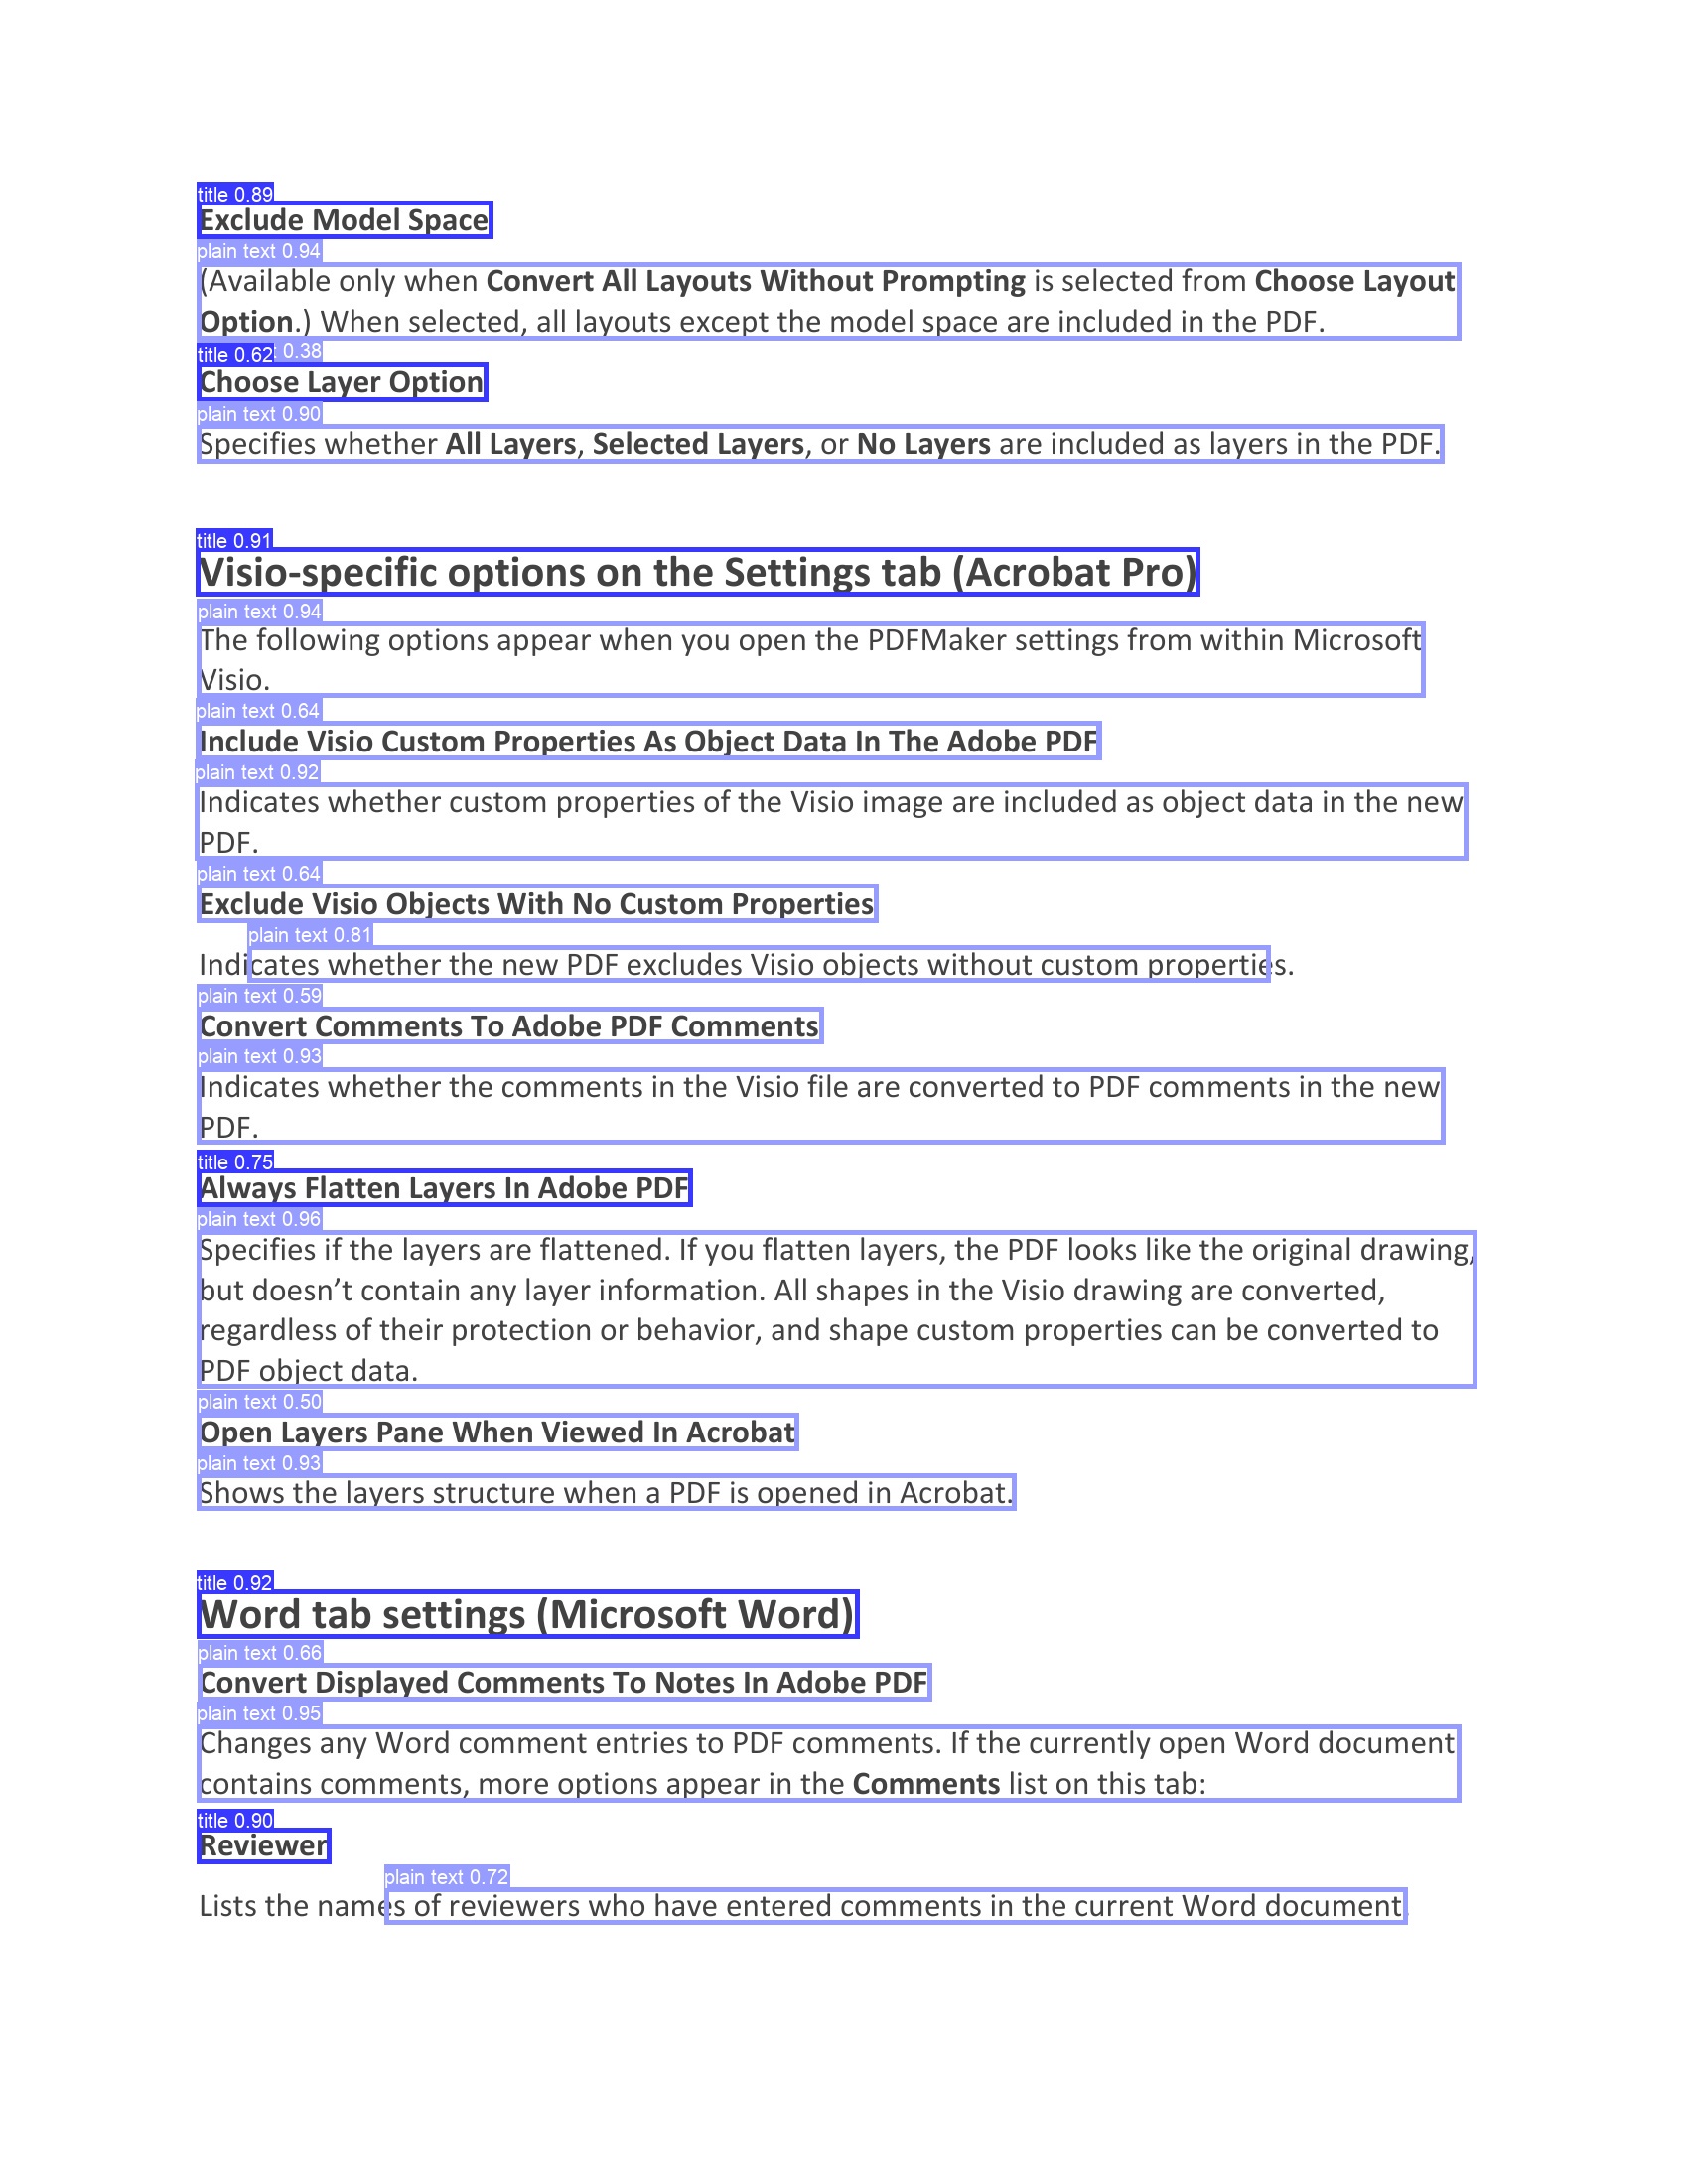 title 0.89
Exclude Model Space
plain text 0.94
(Available only when Convert All Layouts Without Prompting is selected from Choose Layout
Option.) When selected, all layouts except the model space are included in the PDF.
title 0.62 0.38
Choose Layer Option
plain text 0.90
Specifies whether All Layers, Selected Layers, or No Layers are included as layers in the PDF.
title 0.91
Visio-specific options on the Settings tab (Acrobat Pro)
plain text 0.94
The following options appear when you open the PDFMaker settings from within Microsoft
Visio.
plain text 0.64
Include Visio Custom Properties As Object Data In The Adobe PDF
plain text 0.92
Indicates whether custom properties of the Visio image are included as object data in the new
PDF.
plain text 0.64
Exclude Visio Objects With No Custom Properties
plain text 0.81
Indicates whether the new PDF excludes Visio objects without custom properties.
plain text 0.59
Convert Comments To Adobe PDF Comments
plain text 0.93
Indicates whether the comments in the Visio file are converted to PDF comments in the new
PDF.
title 0.75
Always Flatten Layers In Adobe PDF
plain text 0.96
Specifies if the layers are flattened. If you flatten layers, the PDF looks like the original drawing,
but doesn’t contain any layer information. All shapes in the Visio drawing are converted,
regardless of their protection or behavior, and shape custom properties can be converted to
PDF object data.
plain text 0.50
Open Layers Pane When Viewed In Acrobat
plain text 0.93
Shows the layers structure when a PDF is opened in Acrobat.
title 0.92
Word tab settings (Microsoft Word)
plain text 0.66
Convert Displayed Comments To Notes In Adobe PDF
plain text 0.95
Changes any Word comment entries to PDF comments. If the currently open Word document
contains comments, more options appear in the Comments list on this tab:
title 0.90
Reviewer
plain text 0.72
Lists the names of reviewers who have entered comments in the current Word document.